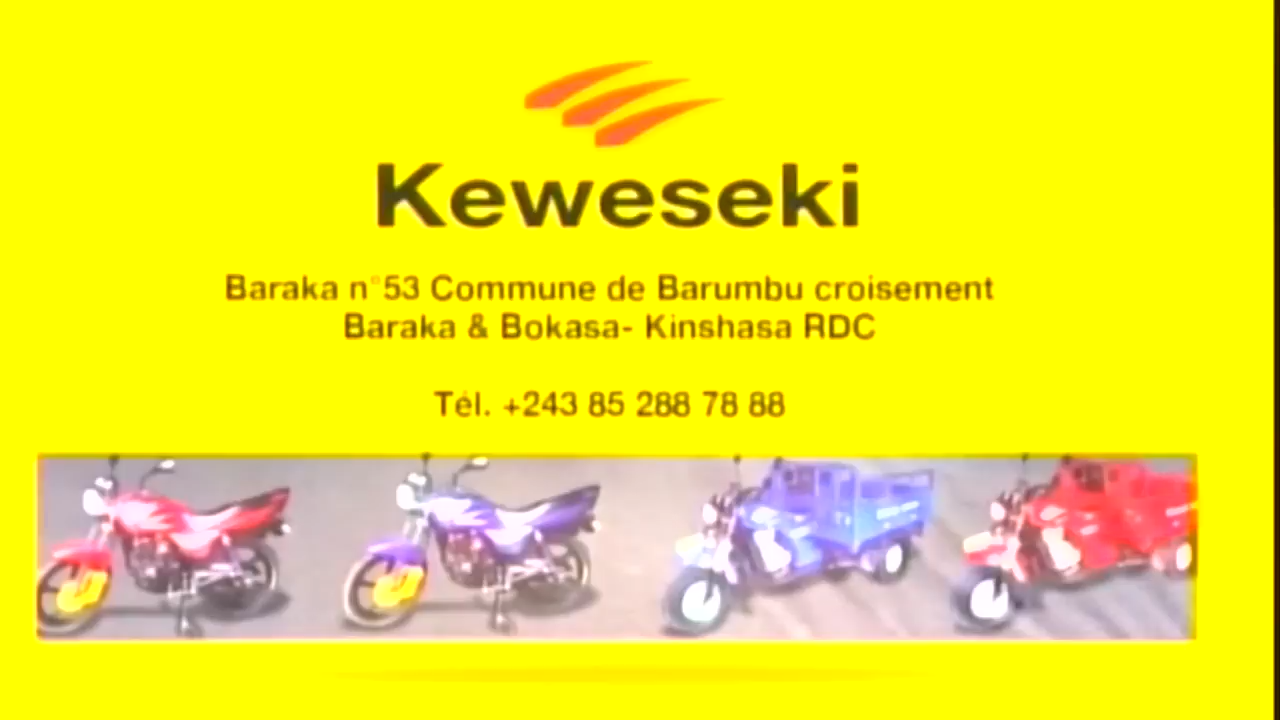 Keweseki
Baraka n°53 Commune de Barumbu croisement
Baraka & Bokasa- Kinshasa RDC
Tél. +243 85 288 78 88